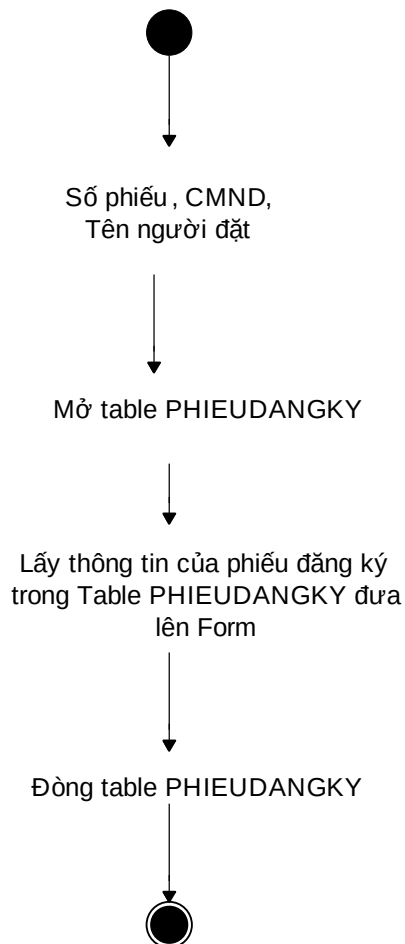 Số phiếu, CMND,
Tên người đặt
Mở table PHIEUDANGKY
Lấy thông tin của phiếu đăng ký
trong Table PHIEUDANGKY đưa
lên Form
Đòng table PHIEUDANGKY